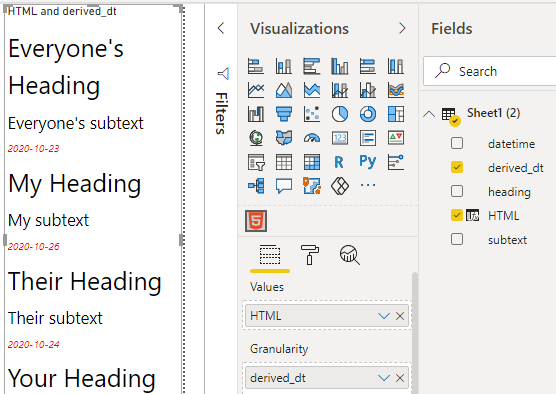 HTML and derived_dt
Everyone's
Heading
Everyone's subtext
2020-10-23
My Heading
My subtext
2020-10-26
Their Heading
Their subtext
2020-10-24
Your Heading
Filters
Visualizations
123
R
Py
5
Values
HTML
Granularity
derived_dt
Fields
Search
Sheet1 (2)
datetime
derived_dt
heading
HTML
subtext